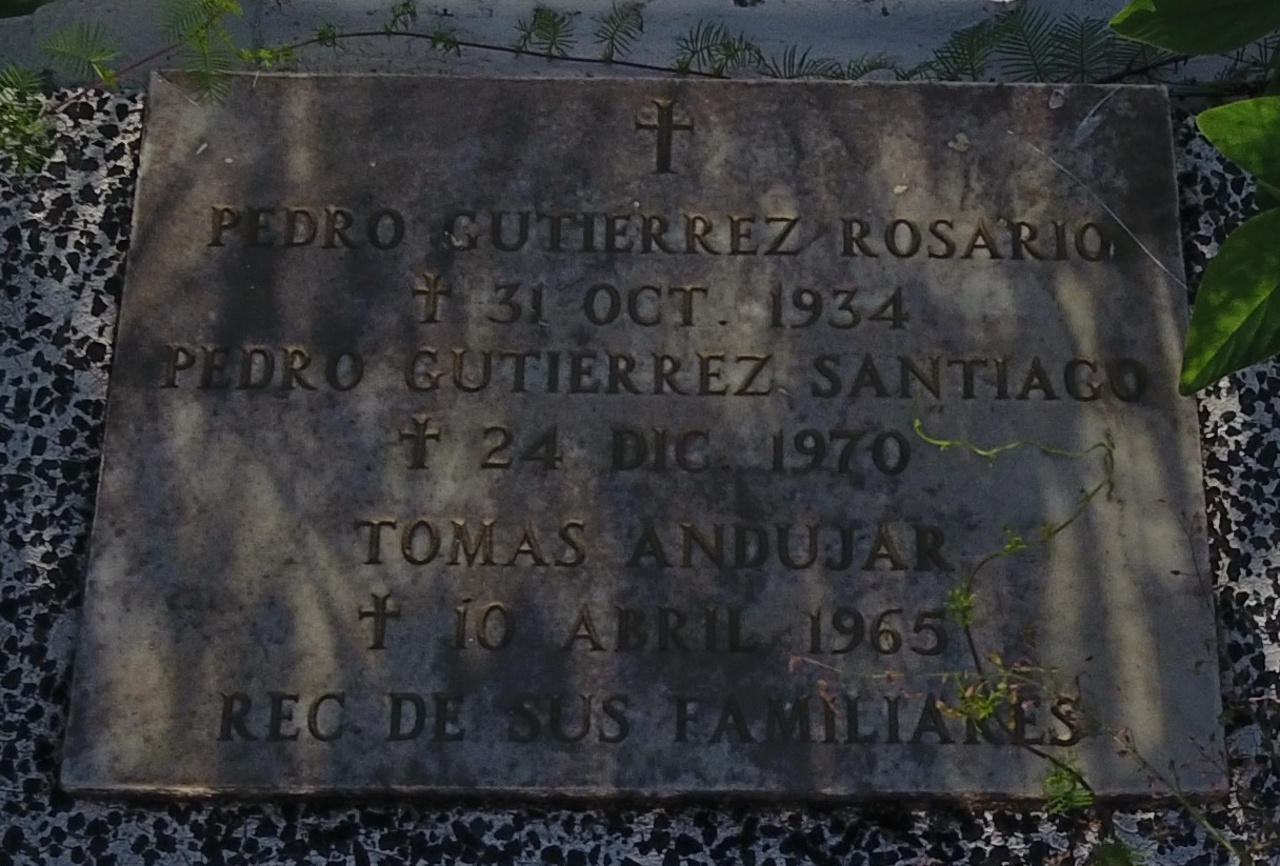 †
PEDRO GUTIERREZ ROSARIO
† 31 OCT. 1934
PEDRO GUTIERREZ SANTIAGO
† 24 DIC. 1970
TOMAS ANDUJAR
† 10 ABRIL 1965
REC DE SUS FAMILIARES